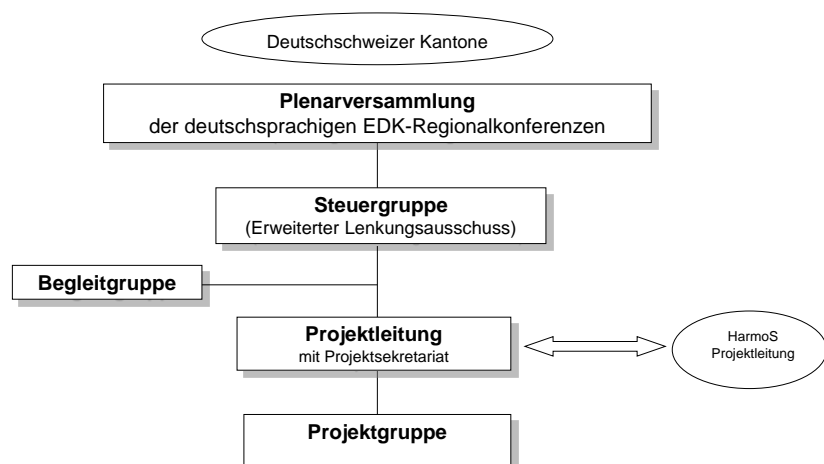 Deutschschweizer Kantone
Plenarversammlung
der deutschsprachigen EDK-Regionalkonferenzen
Steuergruppe
(Erweiterter Lenkungsausschuss)
Begleitgruppe
Projektleitung
mit Projektsekretariat
HarmoS
Projektleitung
Projektgruppe